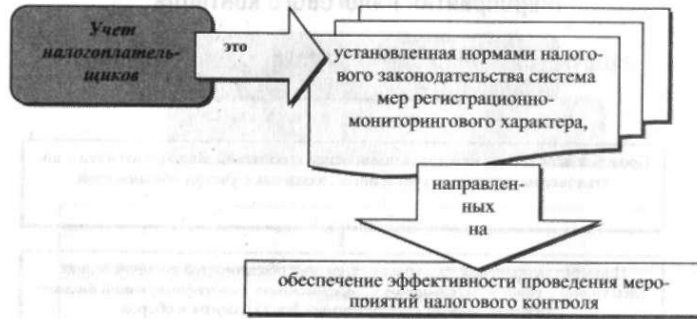 Учет
налогоплатель-
щиков
это
установленная нормами налого-
вого законодательства система
мер регистрационно-
мониторингового характера,
направлен-
ных
на
обеспечение эффективности проведения меро-
приятий налогового контроля